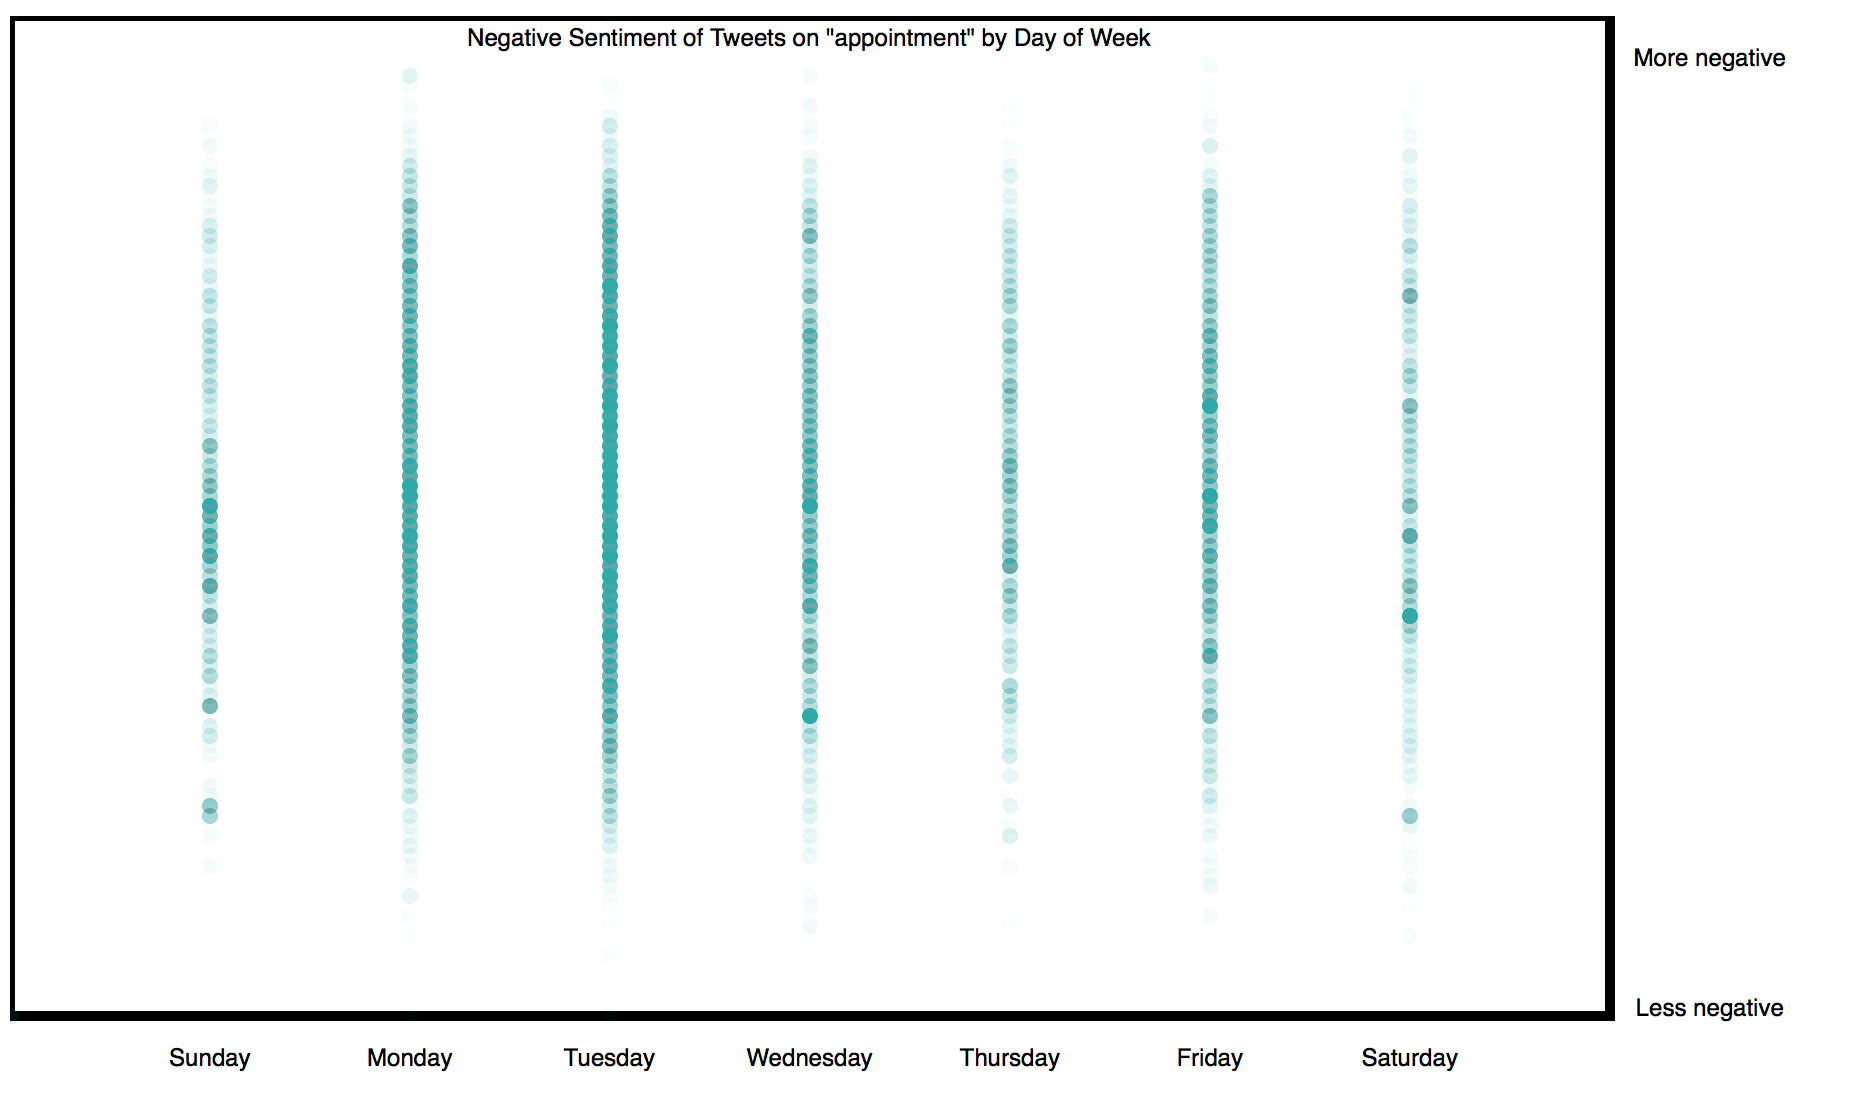 Negative Sentiment of Tweets on "appointment" by Day of Week
More negative
Less negative
Sunday Monday Tuesday Wednesday Thursday Friday Saturday